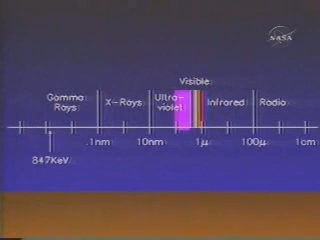 NASA
Visible
Gamma Rays
X-Rays
Ultra-violet
Infrared
Radio
.1nm
10nm
1µ
100µ
1cm
847KeV